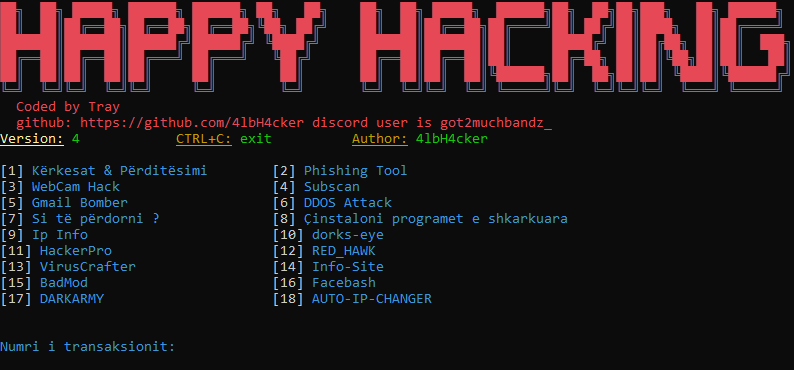 HAPPY HACKING
Coded by Tray
github: https://github.com/4lbH4cker discord user is got2muchbandz_
Version: 4 CTRL+C: exit Author: 4lbH4cker
[1] Kërkesat & Përditësimi [2] Phishing Tool
[3] WebCam Hack [4] Subscan
[5] Gmail Bomber [6] DDOS Attack
[7] Si të përdorni ? [8] Çinstaloni programet e shkarkuara
[9] Ip Info [10] dorks-eye
[11] HackerPro [12] RED_HAWK
[13] VirusCrafter [14] Info-Site
[15] BadMod [16] Facebash
[17] DARKARMY [18] AUTO-IP-CHANGER
Numri i transaksionit: